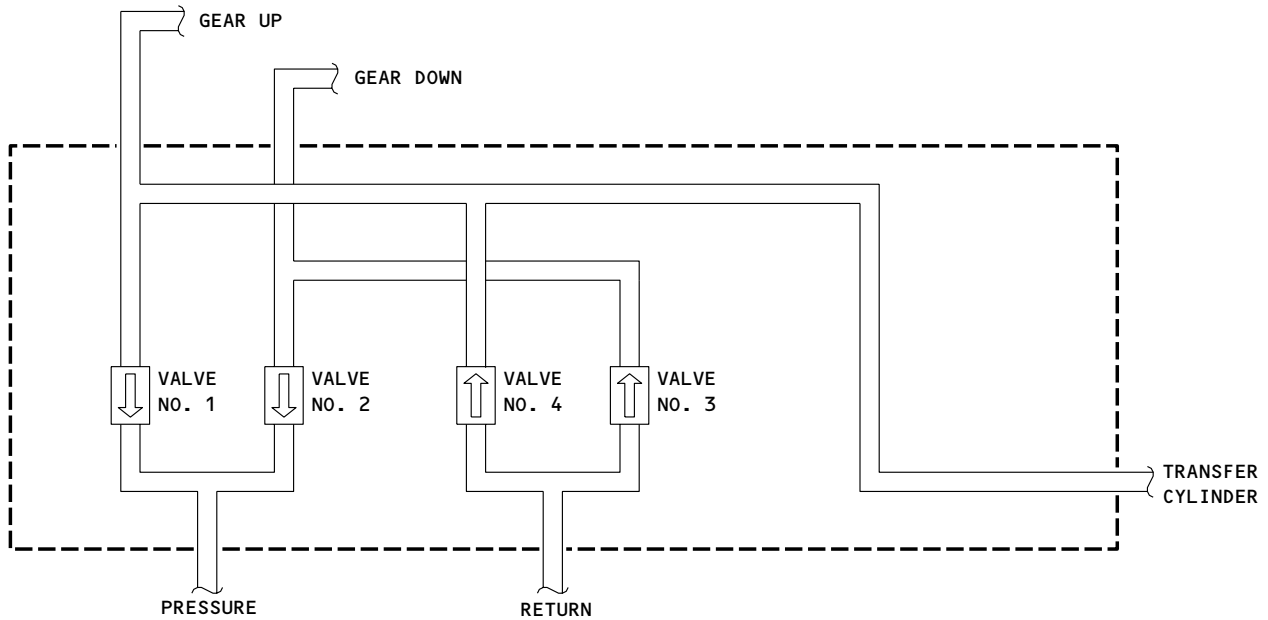 GEAR UP
GEAR DOWN
VALVE
NO. 1
VALVE
NO. 2
VALVE
NO. 4
VALVE
NO. 3
TRANSFER
CYLINDER
PRESSURE
RETURN